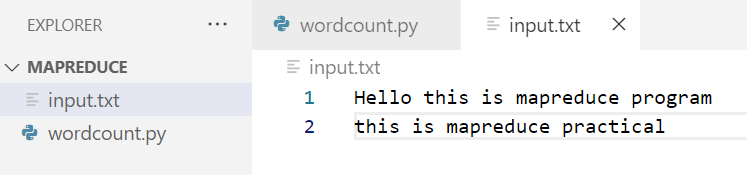 EXPLORER ...
wordcount.py input.txt
MAPREDUCE
input.txt
wordcount.py
input.txt
1 Hello this is mapreduce program
2 this is mapreduce practical